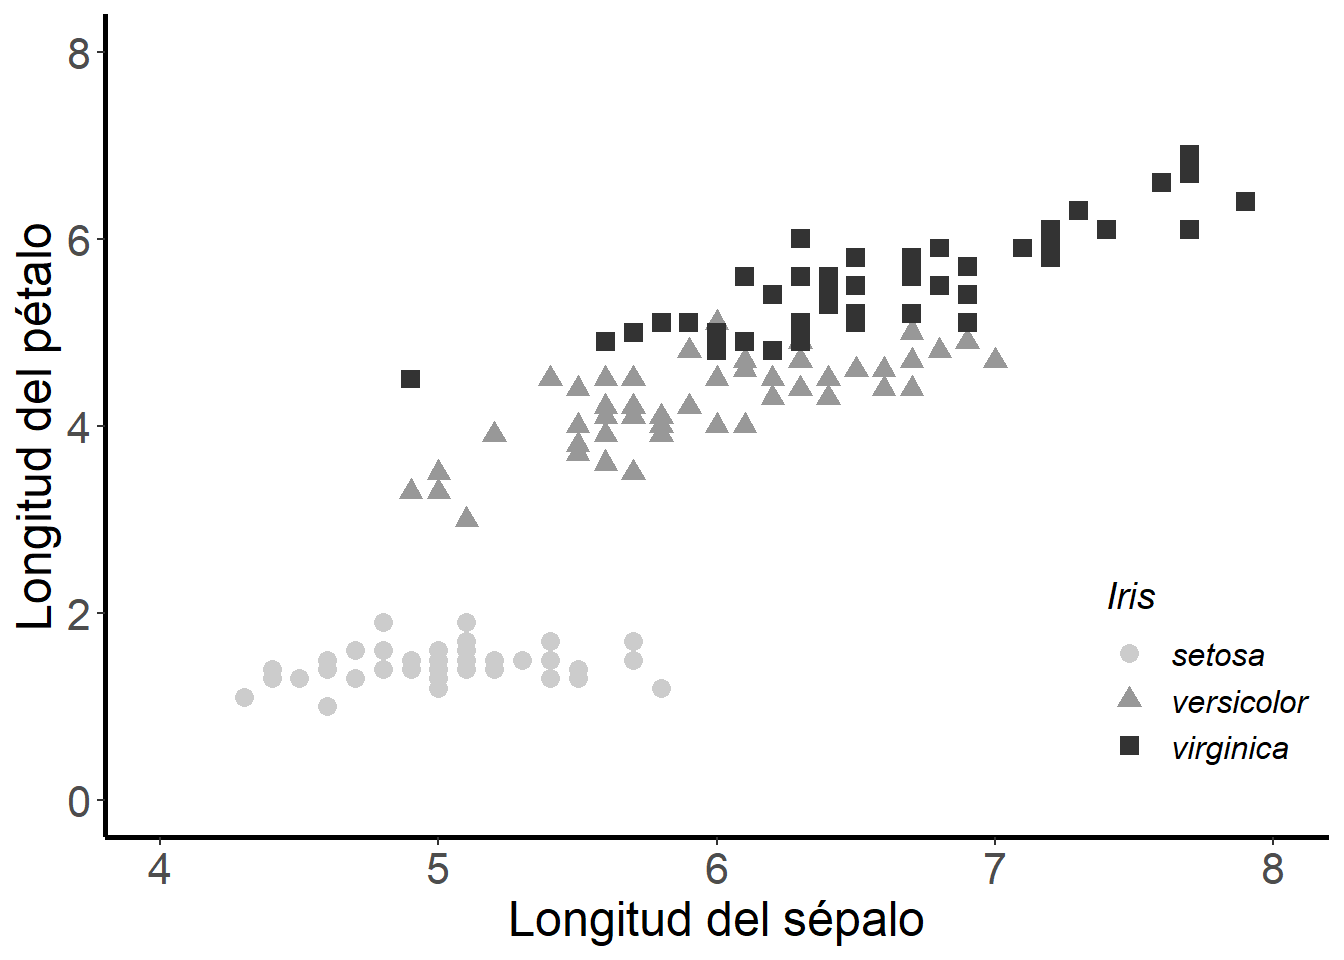 Longitud del pétalo
8
6
4
2
0
4 5 6 7 8
Longitud del sépalo
Iris
setosa
versicolor
virginica